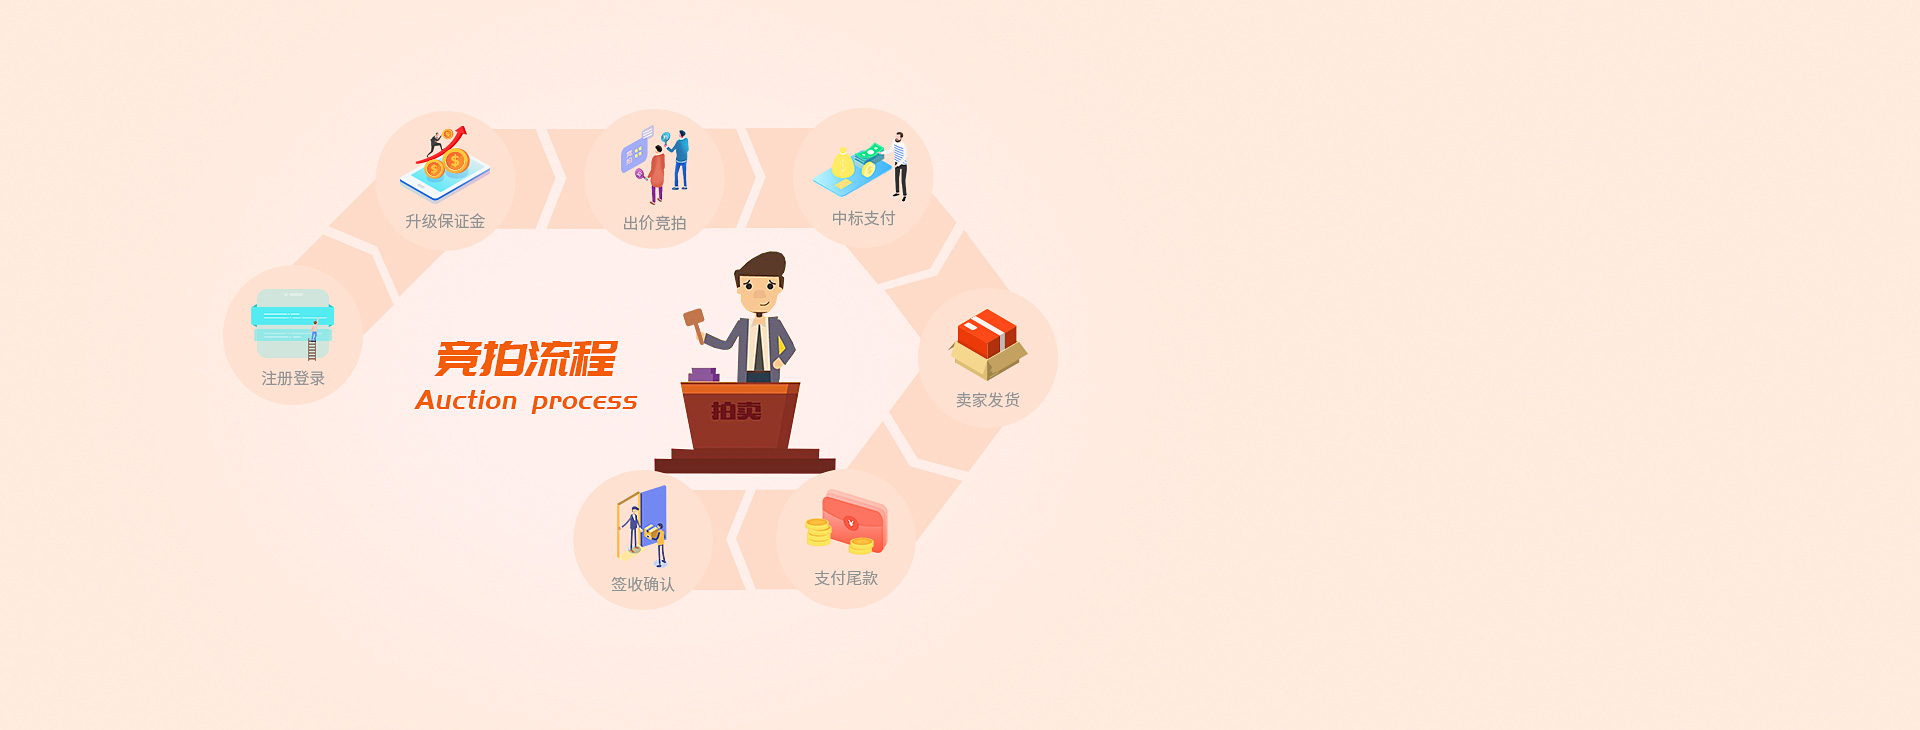 升级保证金
出价竞拍
中标支付
注册登录
竞拍流程
Auction process
拍卖
卖家发货
支付尾款
签收确认